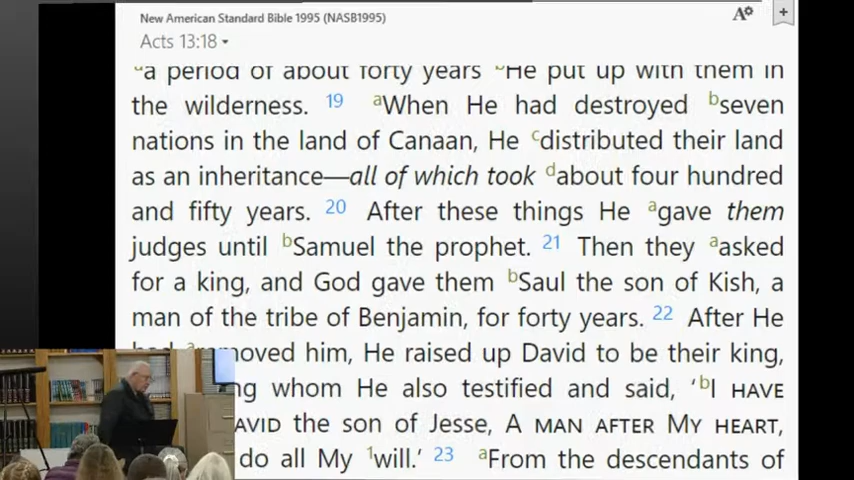 New American Standard Bible 1995 (NASB1995)
Acts 13:18
a a period of about forty years b He put up with them in
the wilderness. 19 aWhen He had destroyed bseven
nations in the land of Canaan, He cdistributed their land
as an inheritance—all of which took dabout four hundred
and fifty years. 20 After these things He agave them
judges until bSamuel the prophet. 21 Then they aasked
for a king, and God gave them bSaul the son of Kish, a
man of the tribe of Benjamin, for forty years. 22 After He
had removed him, He raised up David to be their king,
whom He also testified and said, ‘bI HAVE
the son of Jesse, A MAN AFTER MY HEART,
do all My 1will.’ 23 aFrom the descendants of